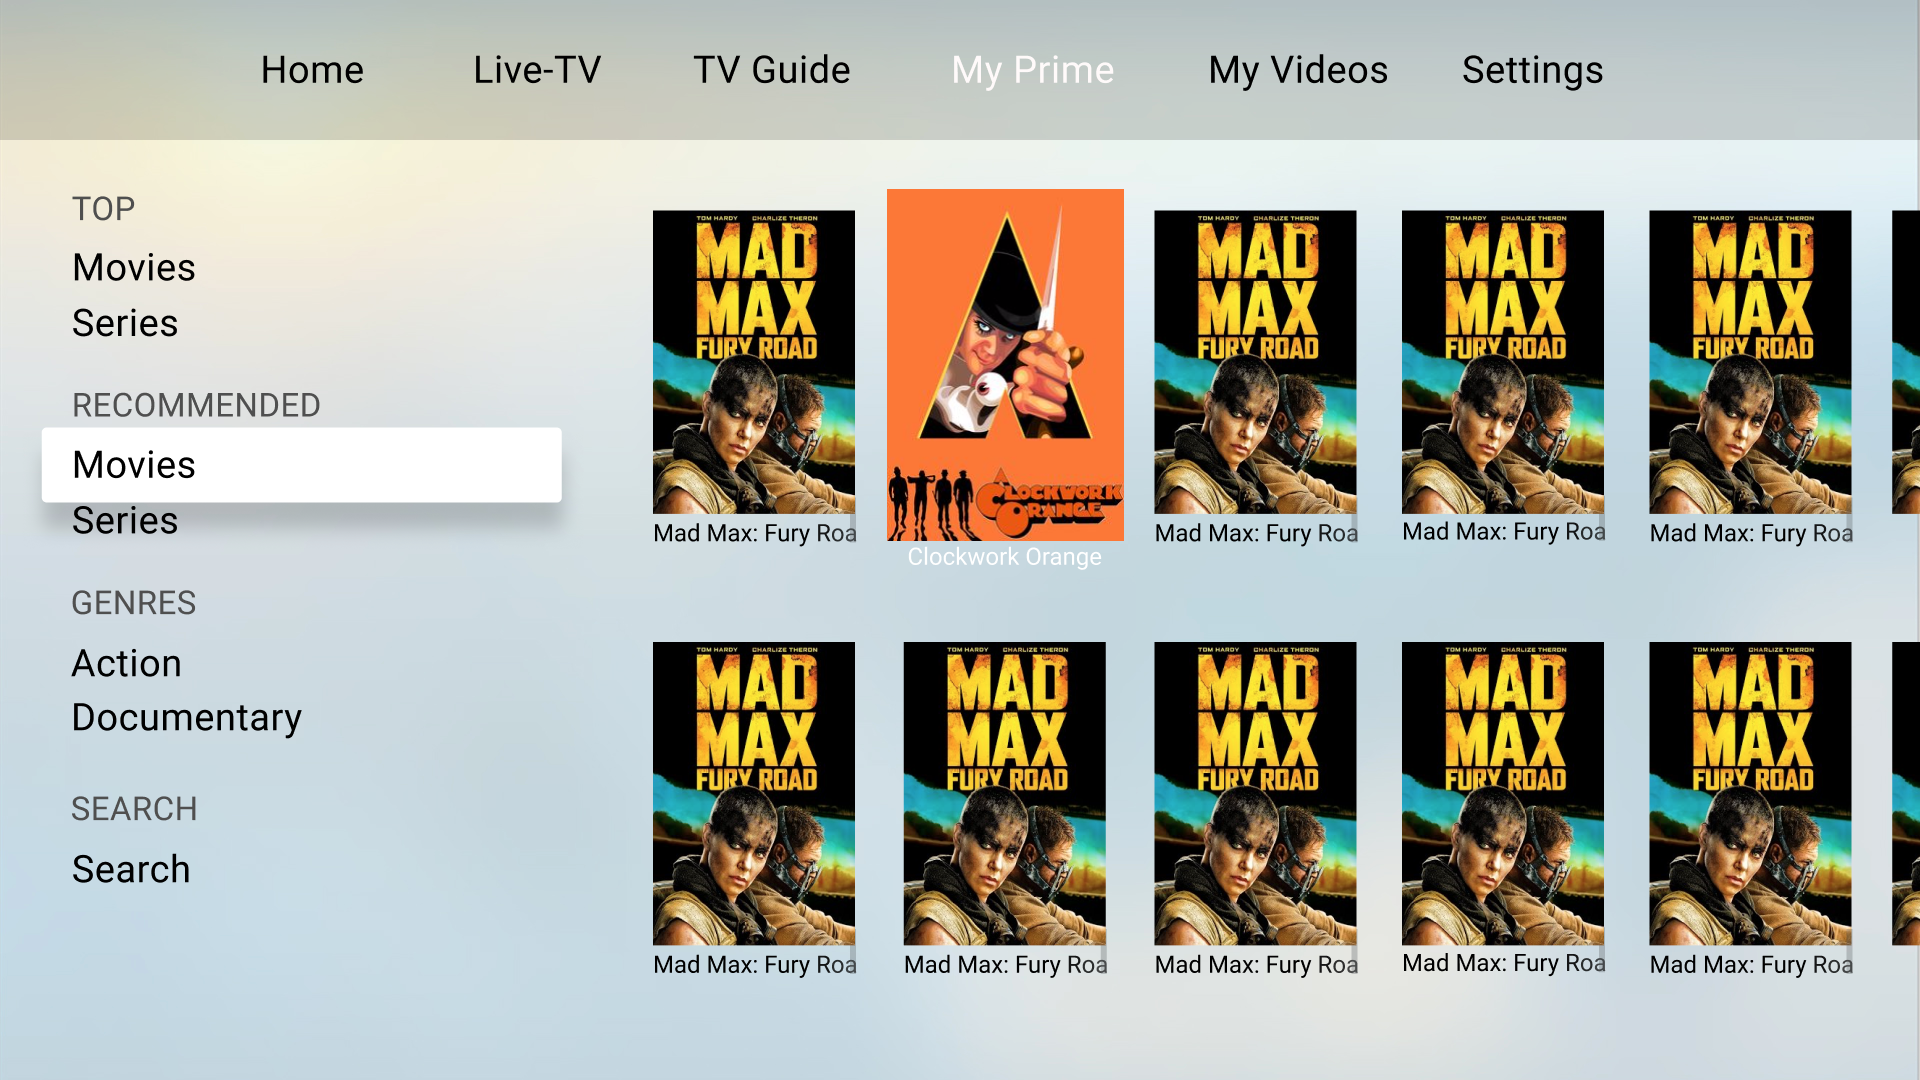 Home Live-TV TV Guide My Prime My Videos Settings
TOP
Movies
Series
RECOMMENDED
Movies
Series
GENRES
Action
Documentary
SEARCH
Search
TOM HARDY CHARLIZE THERON
MAD
MAX
FURY ROAD
Mad Max: Fury Roa
A
CLOCKWORK
ORANGE
Clockwork Orange
TOM HARDY CHARLIZE THERON
MAD
MAX
FURY ROAD
Mad Max: Fury Roa
TOM HARDY CHARLIZE THERON
MAD
MAX
FURY ROAD
Mad Max: Fury Roa
TOM HARDY CHARLIZE THERON
MAD
MAX
FURY ROAD
Mad Max: Fury Roa
TOM HARDY CHARLIZE THERON
MAD
MAX
FURY ROAD
Mad Max: Fury Roa
TOM HARDY CHARLIZE THERON
MAD
MAX
FURY ROAD
Mad Max: Fury Roa
TOM HARDY CHARLIZE THERON
MAD
MAX
FURY ROAD
Mad Max: Fury Roa
TOM HARDY CHARLIZE THERON
MAD
MAX
FURY ROAD
Mad Max: Fury Roa
TOM HARDY CHARLIZE THERON
MAD
MAX
FURY ROAD
Mad Max: Fury Roa